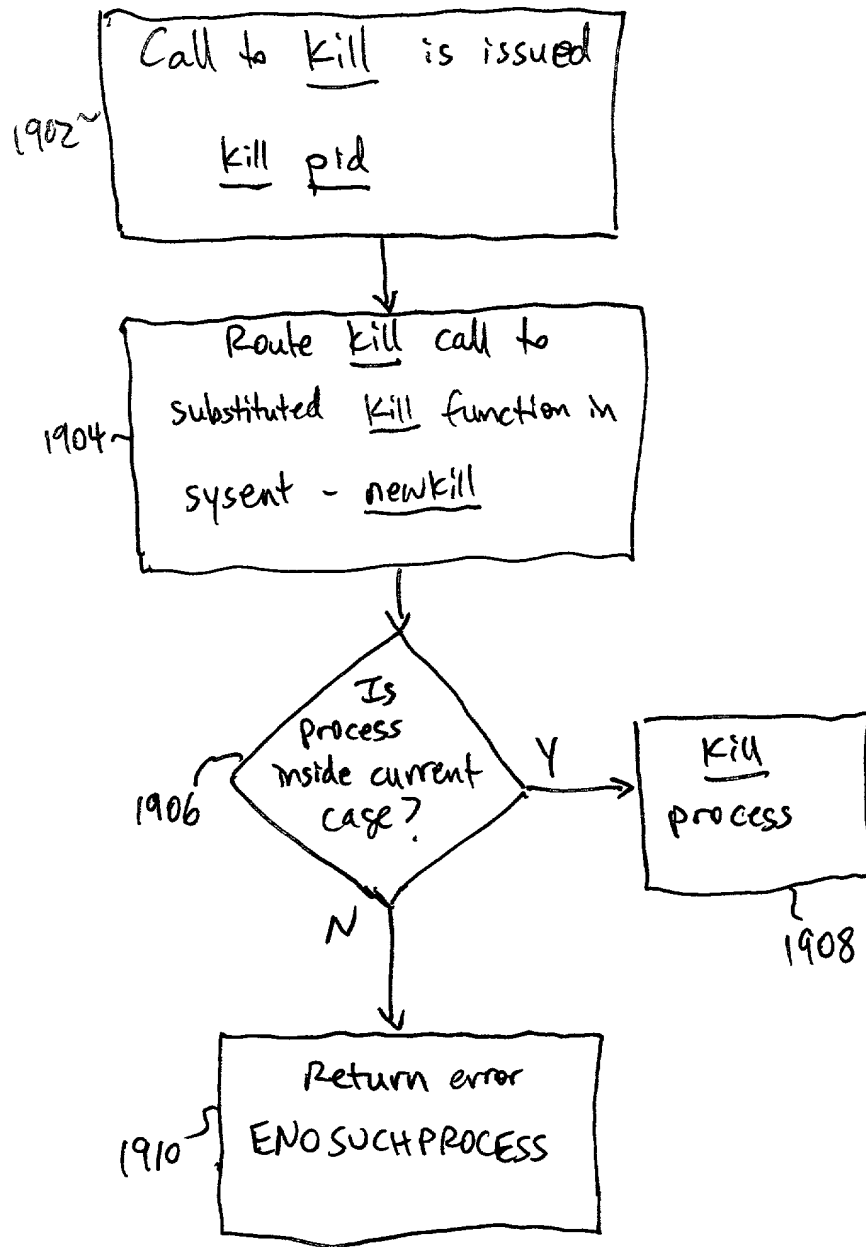 Call to kill is issued
1902
kill pid
Route kill call to
substituted kill function in
1904
sysent - newkill
Is
process
inside current
case?
1906
Y
Kill
process
1908
N
Return error
ENOSUCHPROCESS
1910